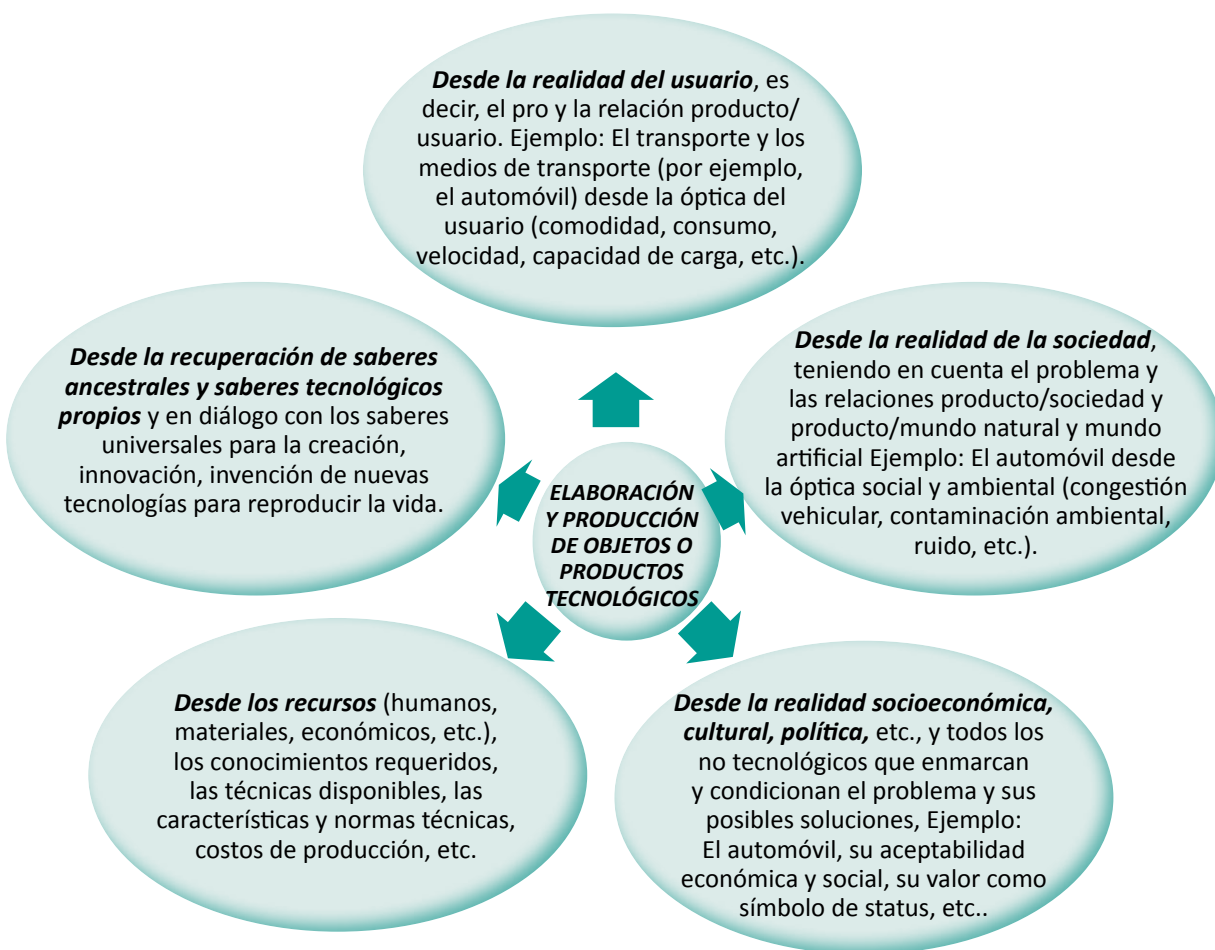 Desde la realidad del usuario, es
decir, el pro y la relación producto/
usuario. Ejemplo: El transporte y los
medios de transporte (por ejemplo,
el automóvil) desde la óptica del
usuario (comodidad, consumo,
velocidad, capacidad de carga, etc.).
Desde la recuperación de saberes
ancestrales y saberes tecnológicos
propios y en diálogo con los saberes
universales para la creación,
innovación, invención de nuevas
tecnologías para reproducir la vida.
Desde la realidad de la sociedad,
teniendo en cuenta el problema y
las relaciones producto/sociedad y
producto/mundo natural y mundo
artificial Ejemplo: El automóvil desde
la óptica social y ambiental (congestión
vehicular, contaminación ambiental,
ruido, etc.).
ELABORACIÓN
Y PRODUCCIÓN
DE OBJETOS O
PRODUCTOS
TECNOLÓGICOS
Desde los recursos (humanos,
materiales, económicos, etc.),
los conocimientos requeridos,
las técnicas disponibles, las
características y normas técnicas,
costos de producción, etc.
Desde la realidad socioeconómica,
cultural, política, etc., y todos los
no tecnológicos que enmarcan
y condicionan el problema y sus
posibles soluciones, Ejemplo:
El automóvil, su aceptabilidad
económica y social, su valor como
símbolo de status, etc..